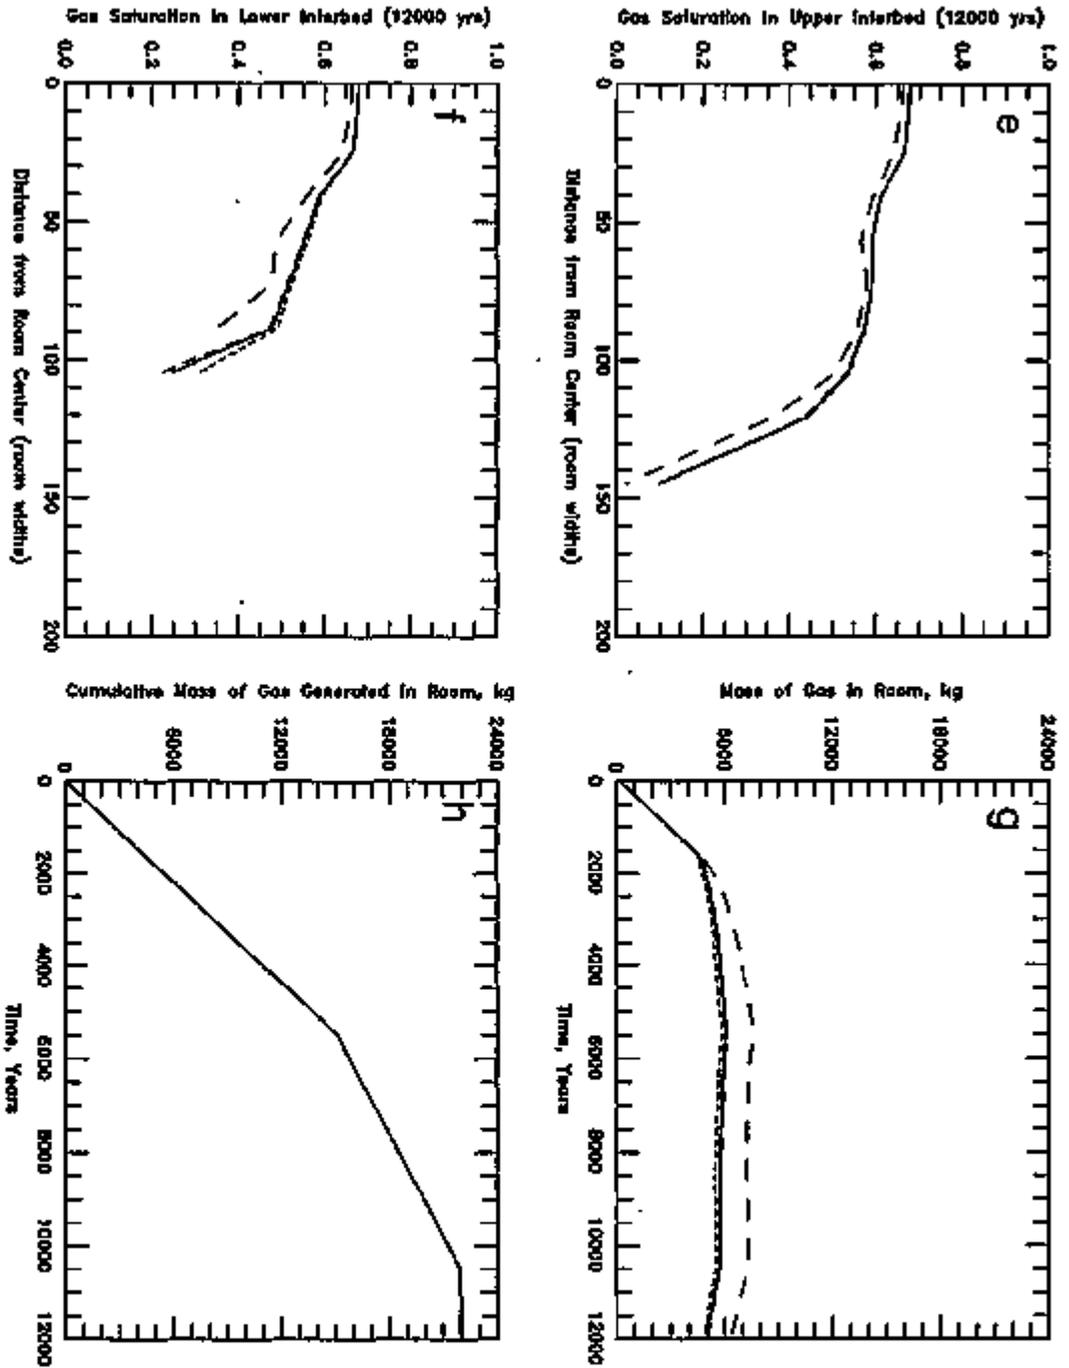 Gas Saturation in Upper Interbed (12000 yrs)
0.0 0.2 0.4 0.6 0.8 1.0
e
0 50 100 150 200
Distance from Room Center (room widths)
Mass of Gas in Room, kg
0 6000 12000 18000 24000
g
0 2000 4000 6000 8000 10000 12000
Time, Years
Gas Saturation in Lower Interbed (12000 yrs)
0.0 0.2 0.4 0.6 0.8 1.0
f
0 50 100 150 200
Distance from Room Center (room widths)
Cumulative Mass of Gas Generated in Room, kg
0 6000 12000 18000 24000
h
0 2000 4000 6000 8000 100000 12000
Time, Years